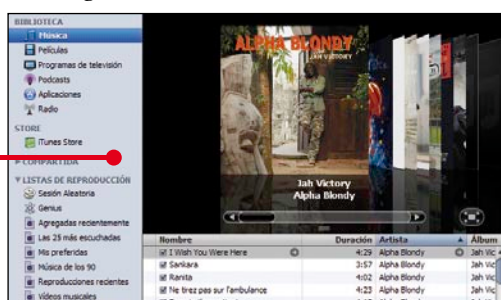 BIBLIOTECA
Música
Películas
Programas de televisión
Podcasts
Aplicaciones
Radio
STORE
iTunes Store
COMPARTIDA
LISTAS DE REPRODUCCIÓN
Sesión Aleatoria
Genius
Agregadas recientemente
Las 25 más escuchadas
Mis preferidas
Música de los 90
Reproducciones recientes
Vídeos musicales
ALPHA BLONDY
JAH VICTORY
Jah Victory
Alpha Blondy
Nombre Duración Artista Álbum
I Wish You Were Here 4:29 Alpha Blondy Jah Vic
Sankara 3:57 Alpha Blondy Jah Vic
Ranita 4:02 Alpha Blondy Jah Vic
Ne tirez pas sur l'ambulance 4:23 Alpha Blondy Jah Vic